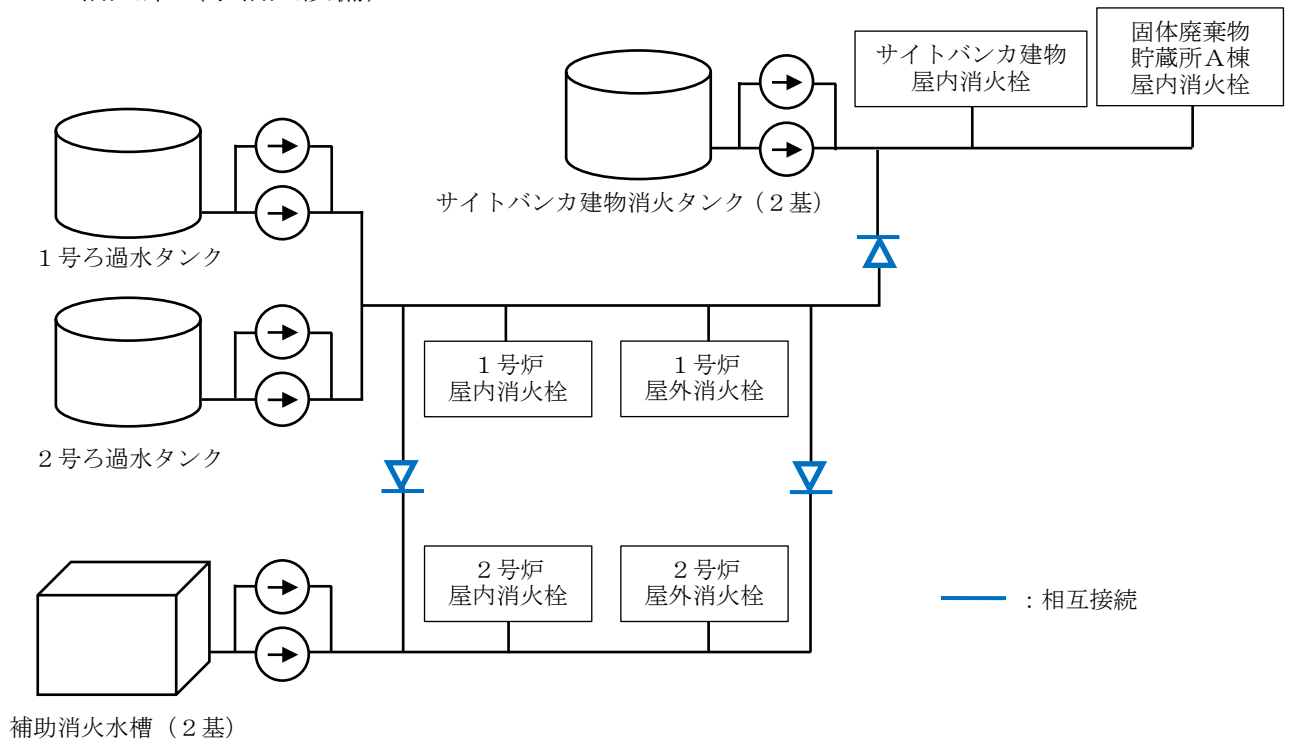 サイトバンカ建物
屋内消火栓
固体廃棄物
貯蔵所A棟
屋内消火栓
サイトバンカ建物消火タンク(2基)
1号ろ過水タンク
1号炉
屋内消火栓
1号炉
屋外消火栓
2号ろ過水タンク
2号炉
屋内消火栓
2号炉
屋外消火栓
:相互接続
補助消火水槽(2基)